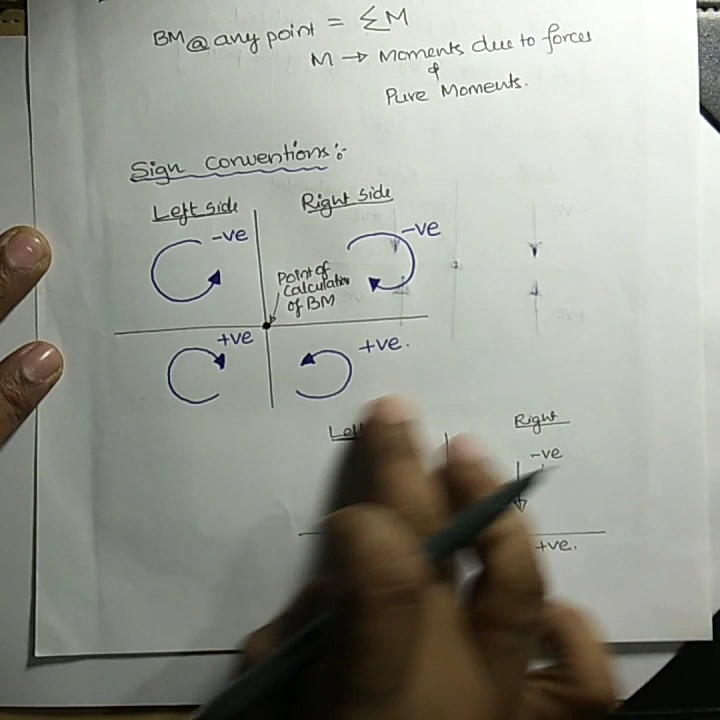 BM @ any point = ΣM
M → Moments due to forces
&
Pure Moments.
Sign conventions :-
Left side
Right side
-ve
-ve
Point of
Calculation
of BM
+ve
+ve.
Right
-ve
+ve.